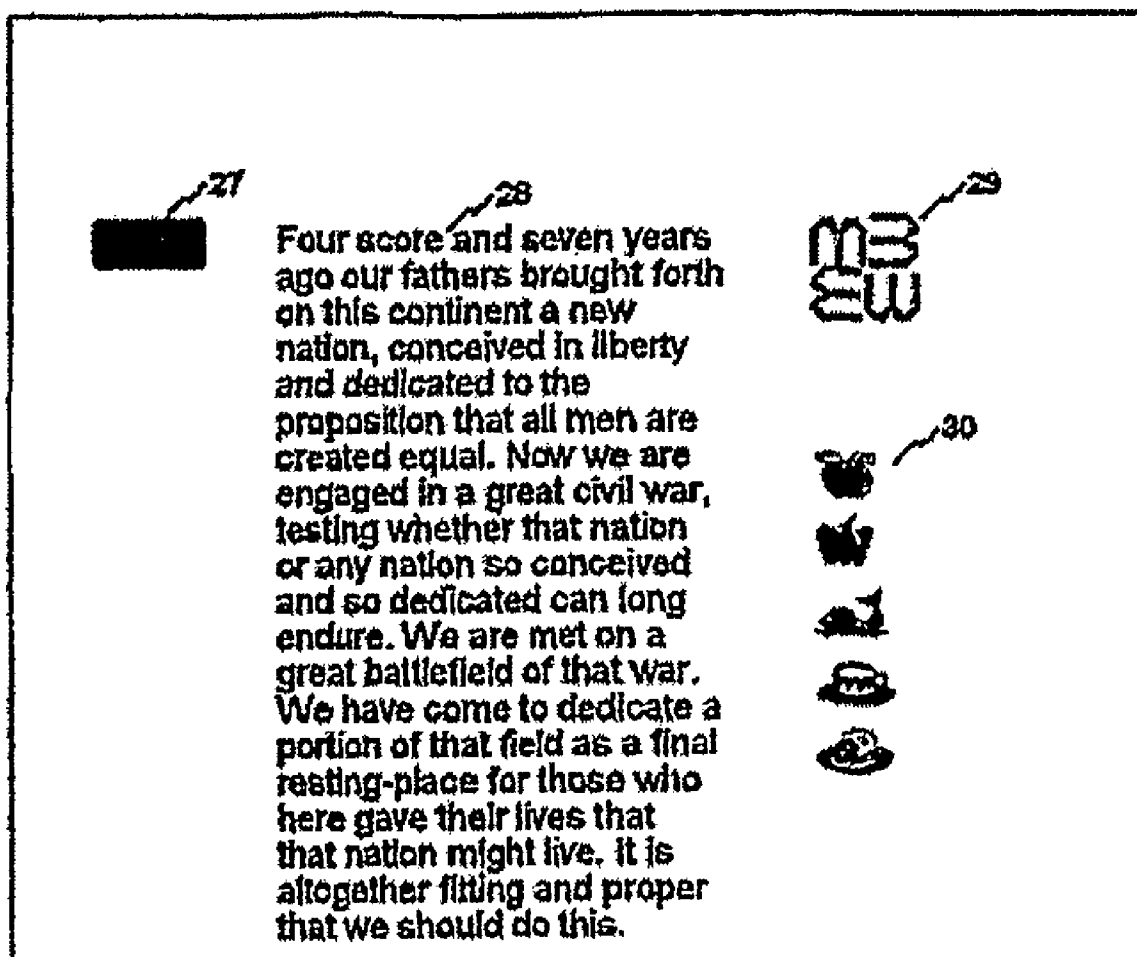 27
28
29
Four score and seven years
ago our fathers brought forth
on this continent a new
nation, conceived in liberty
and dedicated to the
proposition that all men are
created equal. Now we are
engaged in a great civil war,
testing whether that nation
or any nation so conceived
and so dedicated can long
endure. We are met on a
great battlefield of that war.
We have come to dedicate a
portion of that field as a final
resting-place for those who
here gave their lives that
that nation might live. It is
altogether fitting and proper
that we should do this.
30